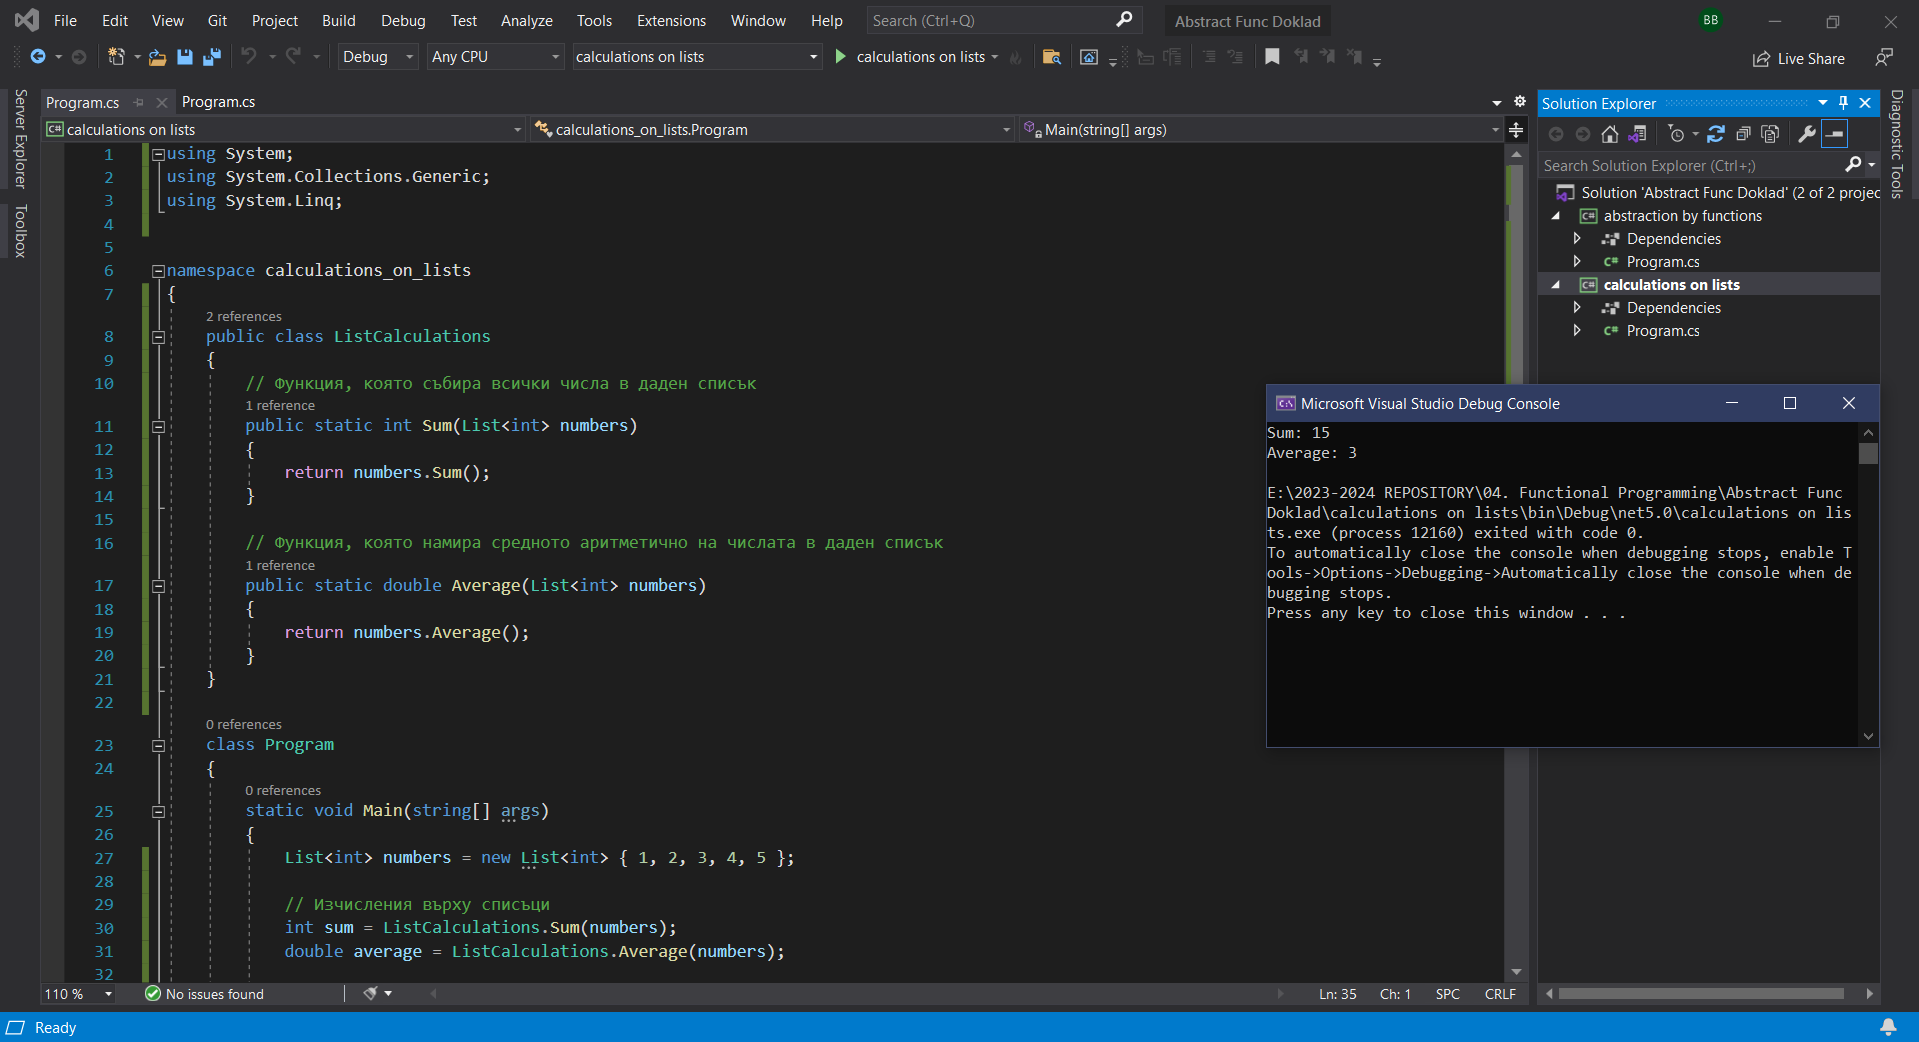 File Edit View Git Project Build Debug Test Analyze Tools Extensions Window Help Search (Ctrl+Q) Abstract Func Doklad BB
Debug Any CPU calculations on lists calculations on lists Live Share
Server Explorer
Toolbox
Program.cs Program.cs
calculations on lists calculations_on_lists.Program Main(string[] args)
1 using System;
2 using System.Collections.Generic;
3 using System.Linq;
4
5
6 namespace calculations_on_lists
7 {
2 references
8 public class ListCalculations
9 {
10 // Функция, която събира всички числа в даден списък
1 reference
11 public static int Sum(List<int> numbers)
12 {
13 return numbers.Sum();
14 }
15
16 // Функция, която намира средното аритметично на числата в даден списък
1 reference
17 public static double Average(List<int> numbers)
18 {
19 return numbers.Average();
20 }
21 }
22
0 references
23 class Program
24 {
0 references
25 static void Main(string[] args)
26 {
27 List<int> numbers = new List<int> { 1, 2, 3, 4, 5 };
28
29 // Изчисления върху списъци
30 int sum = ListCalculations.Sum(numbers);
31 double average = ListCalculations.Average(numbers);
32
110 % No issues found Ln: 35 Ch: 1 SPC CRLF
Solution Explorer
Search Solution Explorer (Ctrl+;)
Solution 'Abstract Func Doklad' (2 of 2 projec
C# abstraction by functions
Dependencies
C# Program.cs
C# calculations on lists
Dependencies
C# Program.cs
Diagnostic Tools
Microsoft Visual Studio Debug Console
Sum: 15
Average: 3
E:\2023-2024 REPOSITORY\04. Functional Programming\Abstract Func
Doklad\calculations on lists\bin\Debug\net5.0\calculations on lis
ts.exe (process 12160) exited with code 0.
To automatically close the console when debugging stops, enable T
ools->Options->Debugging->Automatically close the console when de
bugging stops.
Press any key to close this window . . .
Ready